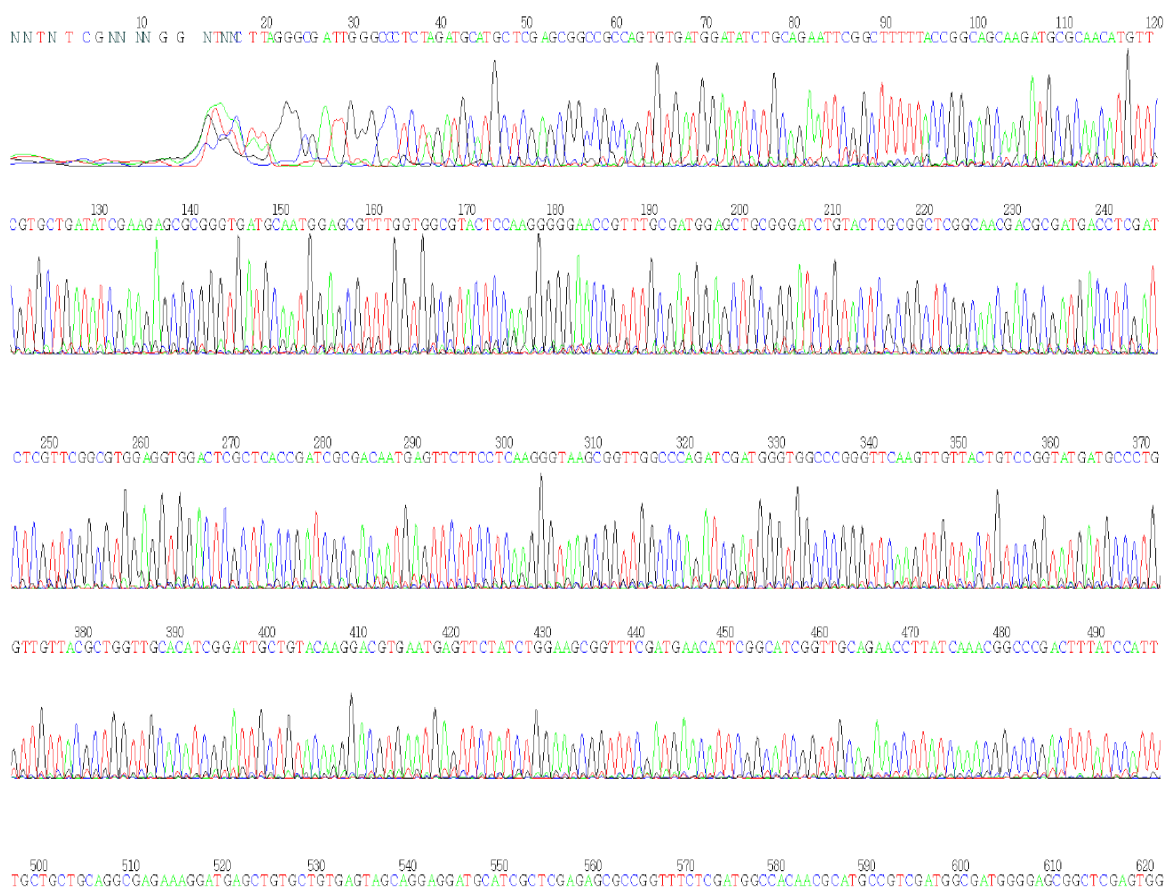 10 20 30 40 50 60 70 80 90 100 110 120
NNTNTCGNNNNGG NTNNCTTAGGGCGATTGGGCCCTCTAGATGCATGCTCGAGCGGCCGCCAGTGTGATGGATATCTGCAGAATTCGGCTTTTTACCGGCAGCAAGATGCGCAACATGTT
130 140 150 160 170 180 190 200 210 220 230 240
CGTGCTGATATCGAAGAGCGCGGGTGATGCAATGGAGCGTTTGGTGGCGTACTCCAAGGGGGAACCGTTTGCGATGGAGCTGCGGGATCTGTACTCGCGGCTCGGCAACGACGCGATGACCTCGAT
250 260 270 280 290 300 310 320 330 340 350 360 370
CTCGTTCGGCGTGGAGGTGGACTCGCTCACCGATCGCGACAATGAGTTCTTCCTCAAGGGTAAGCGGTTGGCCCAGATCGATGGGTGGCCCGGGTTCAAGTTGTTACTGTCCGGTATGATGCCCTG
380 390 400 410 420 430 440 450 460 470 480 490
GTTGTTACGCTGGTTGCACATCGGATTGCTGTACAAGGACGTGAATGAGTTCTATCTGGAAGCGGTTTCGATGAACATTCGGCATCGGTTGCAGAACCTTATCAAACGGCCCGACTTTATCCATT
500 510 520 530 540 550 560 570 580 590 600 610 620
TGCTGCTGCAGGCGAGAAAGGATGAGCTGTGCTGTGAGTAGCAGGAGGATGCATCGCTCGAGAGCGCCGGTTTCTCGATGGCCACAACGCATGCCGTCGATGGCGATGGGGAGCGGCTCGAGTGG